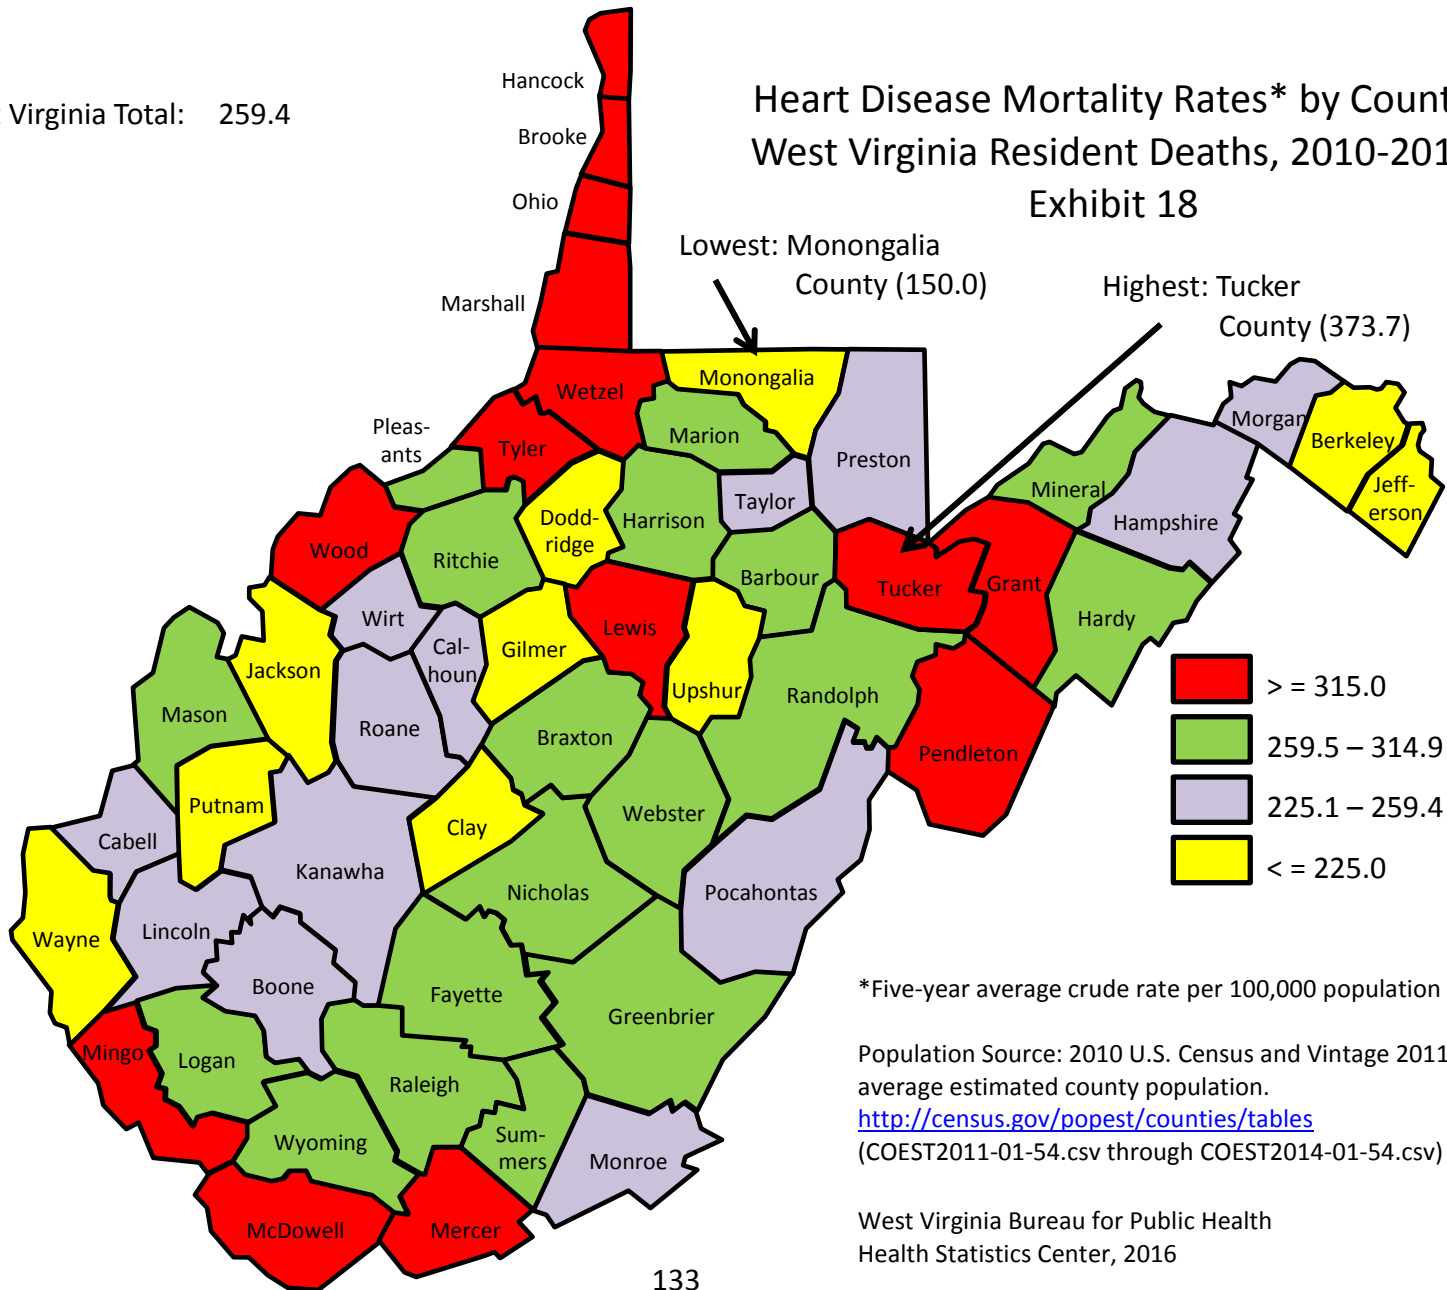 Virginia Total: 259.4
Heart Disease Mortality Rates* by Count
West Virginia Resident Deaths, 2010-201
Exhibit 18
Lowest: Monongalia
County (150.0)
Highest: Tucker
County (373.7)
Hancock
Brooke
Ohio
Marshall
Wetzel
Monongalia
Marion
Preston
Pleas-
ants
Tyler
Taylor
Morgan
Berkeley
Jeff-
erson
Mineral
Hampshire
Wood
Ritchie
Dodd-
ridge
Harrison
Barbour
Tucker
Grant
Hardy
Wirt
Cal-
houn
Gilmer
Lewis
Upshur
Randolph
Jackson
Mason
Roane
Braxton
Pendleton
Putnam
Cabell
Clay
Webster
Kanawha
Nicholas
Pocahontas
Wayne
Lincoln
Boone
Fayette
Greenbrier
Mingo
Logan
Raleigh
Wyoming
Sum-
mers
Monroe
McDowell
Mercer
> = 315.0
259.5 – 314.9
225.1 – 259.4
< = 225.0
*Five-year average crude rate per 100,000 population
Population Source: 2010 U.S. Census and Vintage 2011
average estimated county population.
http://census.gov/popest/counties/tables
(COEST2011-01-54.csv through COEST2014-01-54.csv)
West Virginia Bureau for Public Health
Health Statistics Center, 2016
133